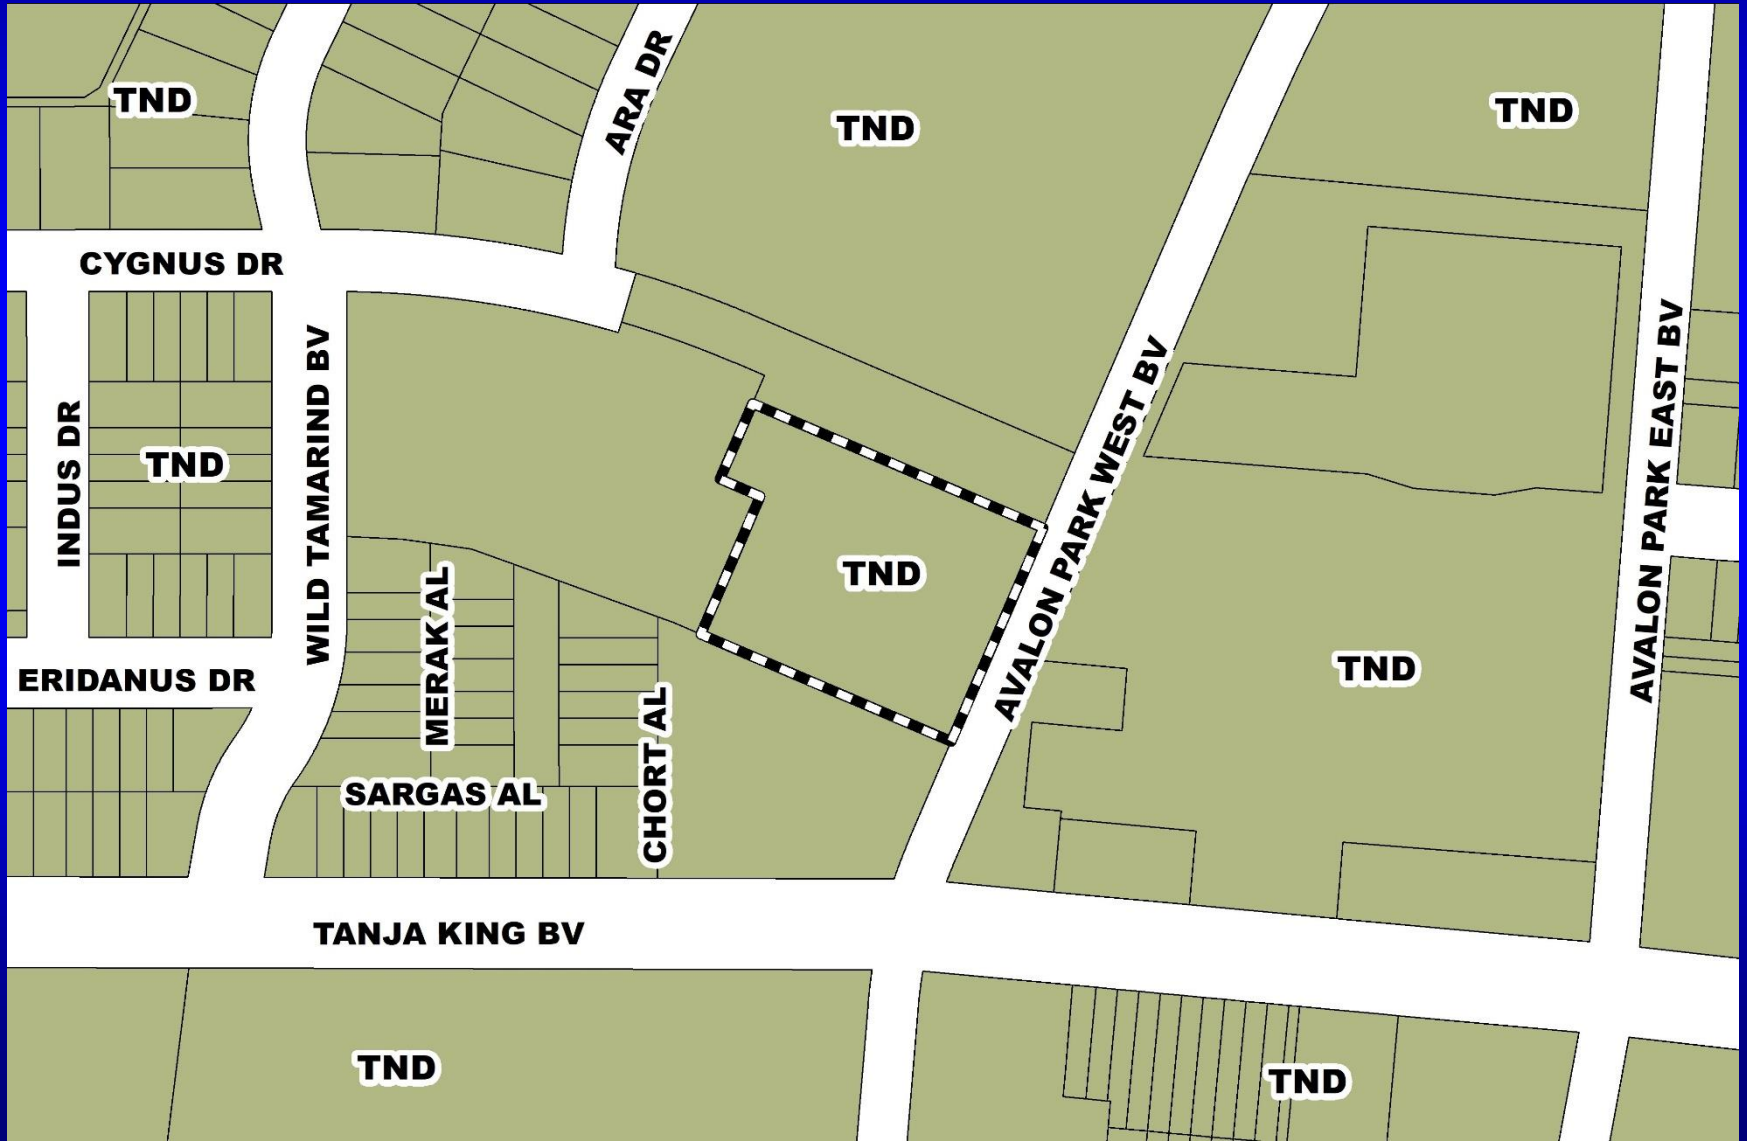 ARA DR
TND
TND
TND
TND
CYGNUS DR
WILD TAMARIND BV
AVALON PARK WEST BV
AVALON PARK EAST BV
INDUS DR
TND
TND
MERAK AL
ERIDANUS DR
TND
CHORT AL
SARGAS AL
TANJA KING BV
TND
TND